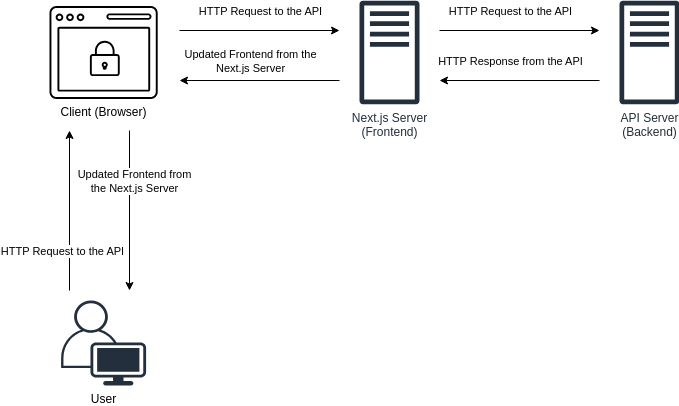 HTTP Request to the API
HTTP Request to the API
Updated Frontend from the
Next.js Server
HTTP Response from the API
Client (Browser)
Next.js Server
(Frontend)
API Server
(Backend)
Updated Frontend from
the Next.js Server
HTTP Request to the API
User